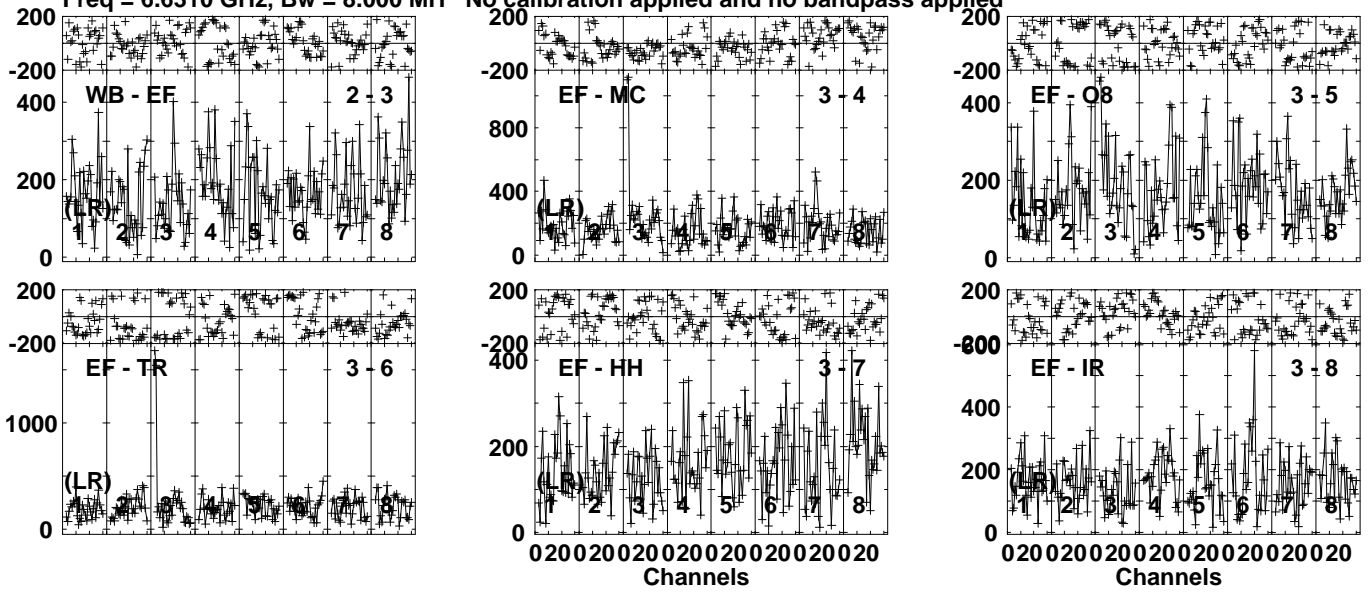 Freq = 6.6510 GHz, Bw = 8.000 MH No calibration applied and no bandpass applied
200
-200
WB - EF 2 - 3
400
200
0
(LR)
1 2 3 4 5 6 7 8
200
-200
EF - MC 3 - 4
800
400
0
(LR)
1 2 3 4 5 6 7 8
200
-200
EF - O8 3 - 5
400
200
0
(LR)
1 2 3 4 5 6 7 8
200
-200
EF - TR 3 - 6
1000
0
(LR)
1 2 3 4 5 6 7 8
200
-200
EF - HH 3 - 7
400
200
0
(LR)
1 2 3 4 5 6 7 8
0 20 0 20 0 20 0 20 0 20 0 20 0 20 0 20
Channels
200
-200
600
EF - IR 3 - 8
400
200
0
(LR)
1 2 3 4 5 6 7 8
0 20 0 20 0 20 0 20 0 20 0 20 0 20 0 20
Channels